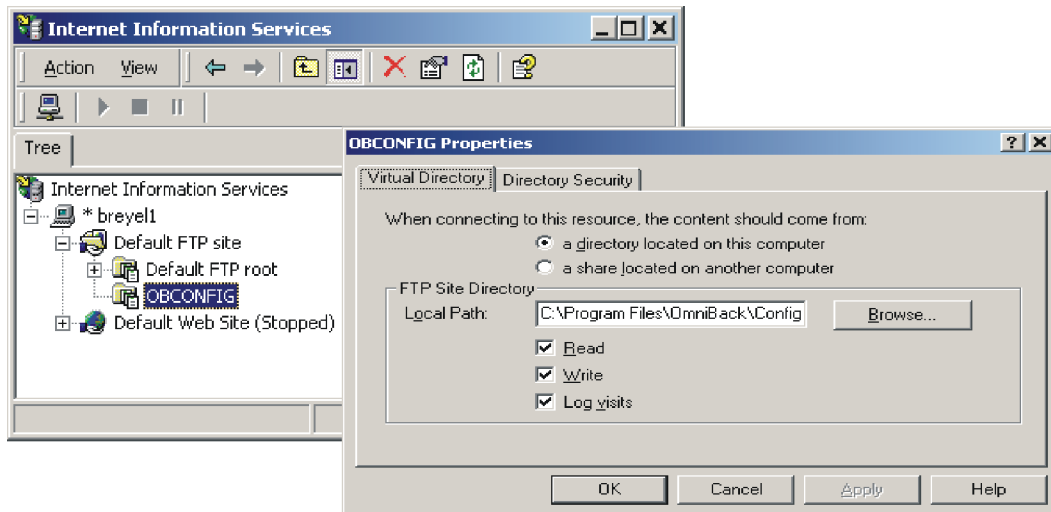 Internet Information Services
Action View
Tree
Internet Information Services
* breyel1
Default FTP site
Default FTP root
OBCONFIG
Default Web Site (Stopped)
OBCONFIG Properties
Virtual Directory Directory Security
When connecting to this resource, the content should come from:
a directory located on this computer
a share located on another computer
FTP Site Directory
Local Path: C:\Program Files\OmniBack\Config Browse...
Read
Write
Log visits
OK Cancel Apply Help